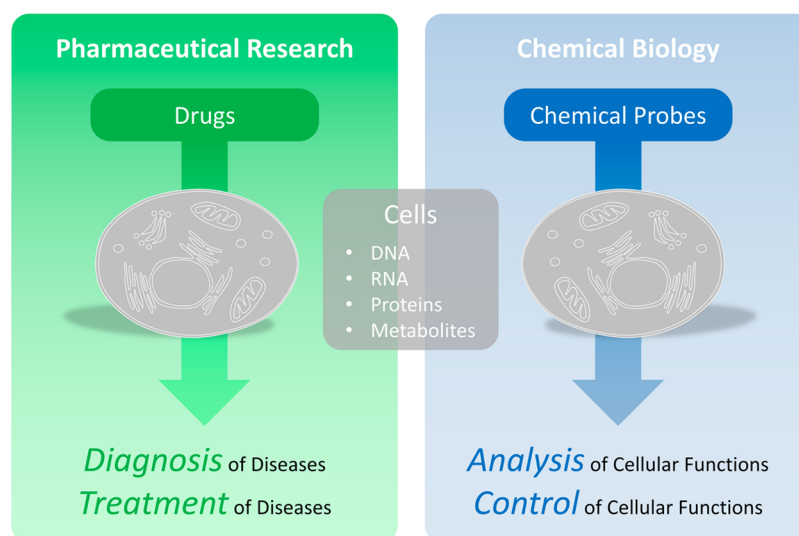 Pharmaceutical Research
Drugs
Diagnosis of Diseases
Treatment of Diseases
Cells
• DNA
• RNA
• Proteins
• Metabolites
Chemical Biology
Chemical Probes
Analysis of Cellular Functions
Control of Cellular Functions